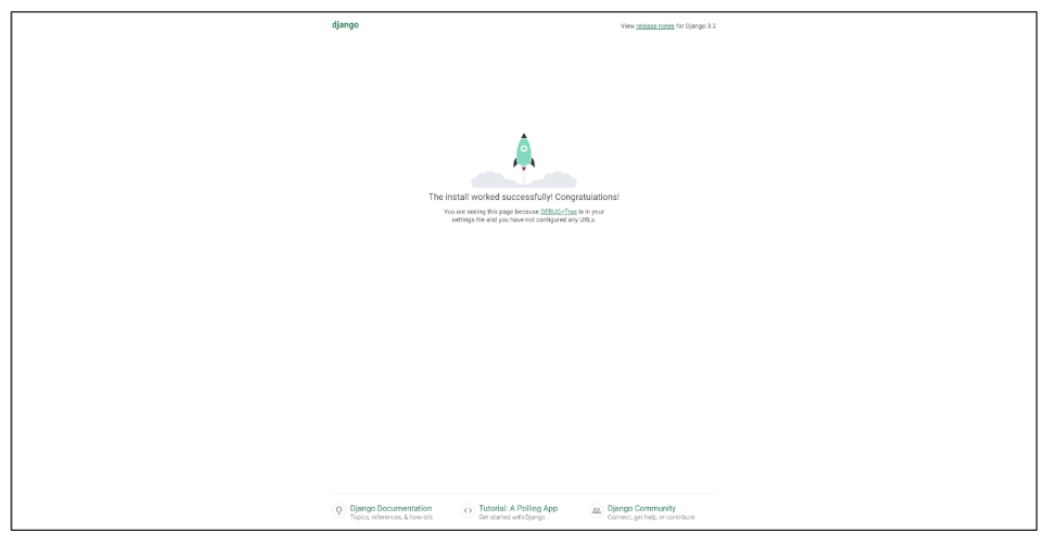 django
View release notes for Django 3.2
The install worked successfully! Congratulations!
You are seeing this page because DEBUG=True is in your
settings file and you have not configured any URLs.
Django Documentation
Topics, references, & how-to's
Tutorial: A Polling App
Get started with Django
Django Community
Connect, get help, or contribute